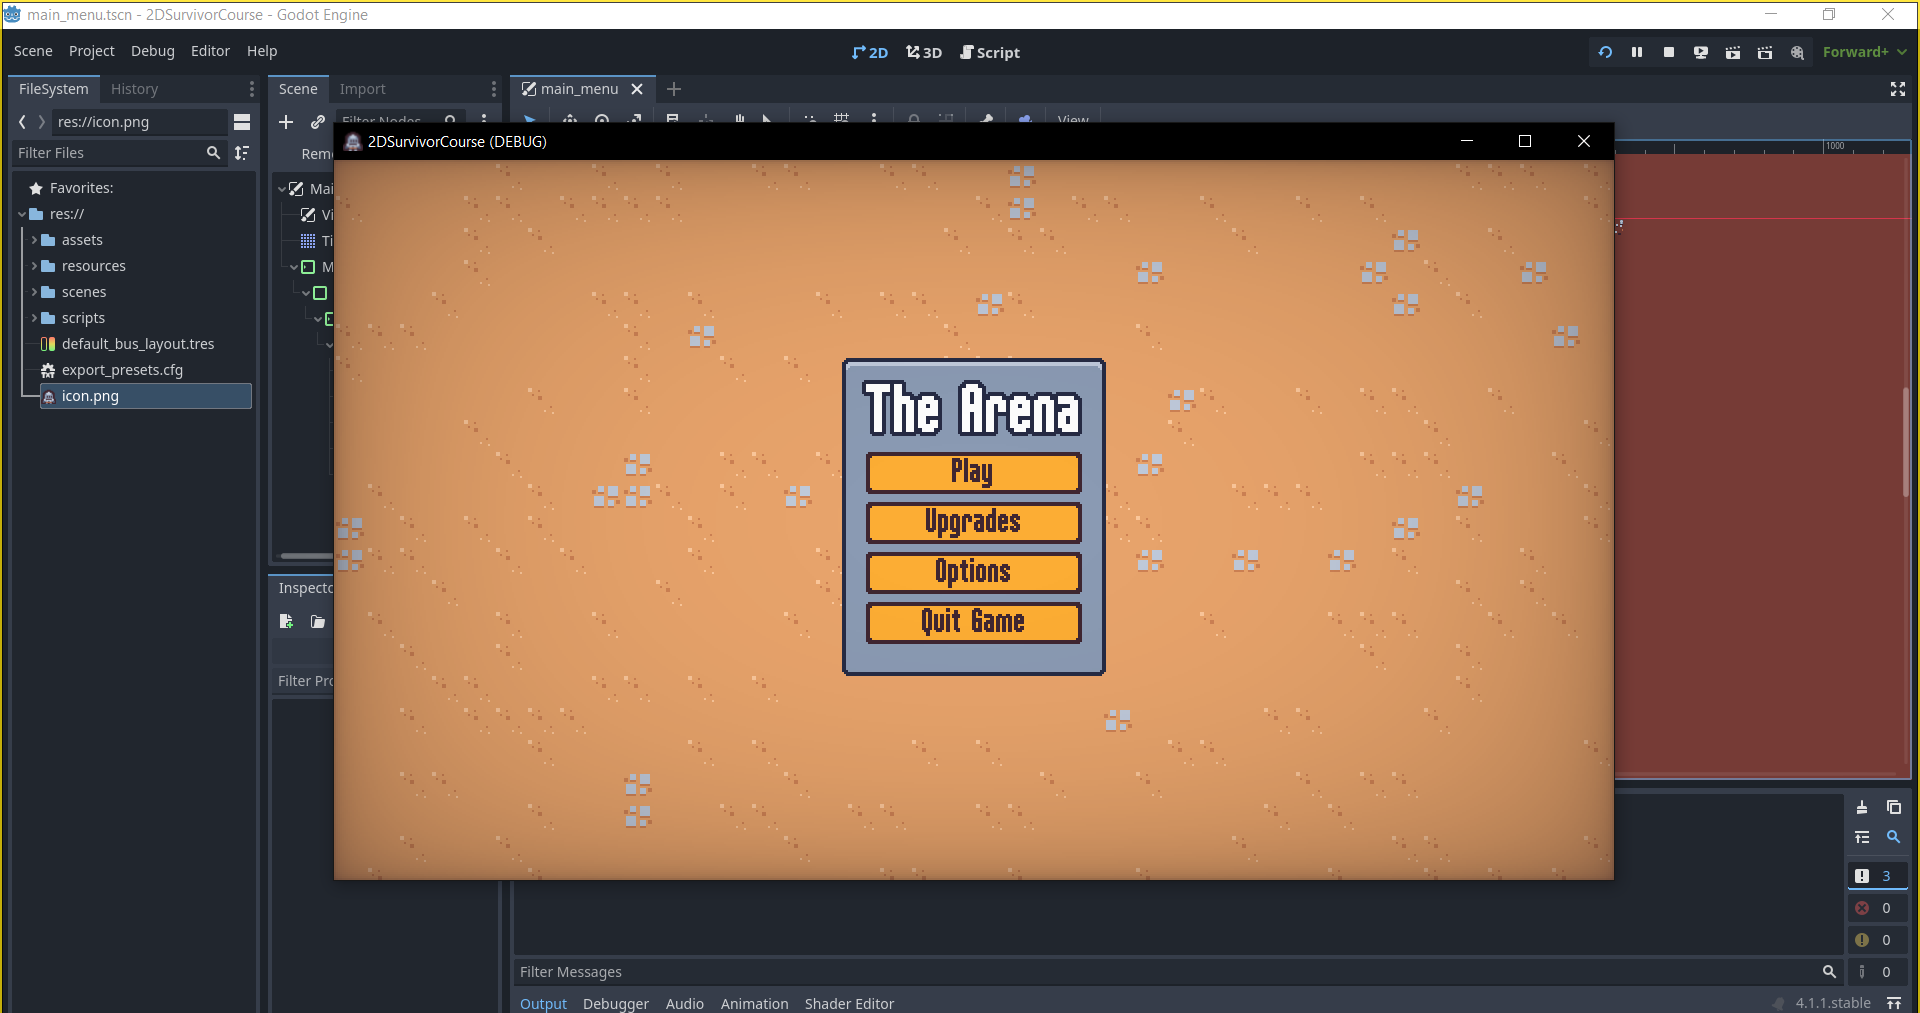 main_menu.tscn - 2DSurvivorCourse - Godot Engine
Scene Project Debug Editor Help
2D 3D Script
Forward+
FileSystem History
Scene Import
main_menu
res://icon.png
Filter Nodes
View
Filter Files
2DSurvivorCourse (DEBUG)
1000
Favorites:
res://
assets
resources
scenes
scripts
default_bus_layout.tres
export_presets.cfg
icon.png
The Arena
Play
Upgrades
Options
Quit Game
3
0
0
0
Filter Messages
Output Debugger Audio Animation Shader Editor
4.1.1.stable